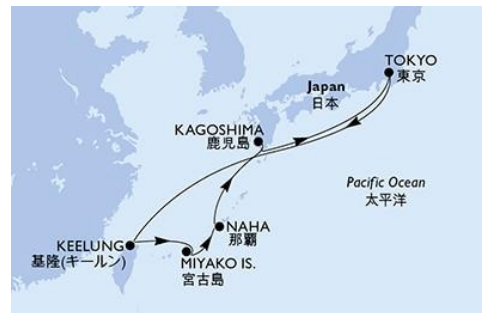 TOKYO
東京
Japan
日本
KAGOSHIMA
鹿児島
Pacific Ocean
太平洋
NAHA
那覇
KEELUNG
基隆(キールン)
MIYAKO IS.
宮古島